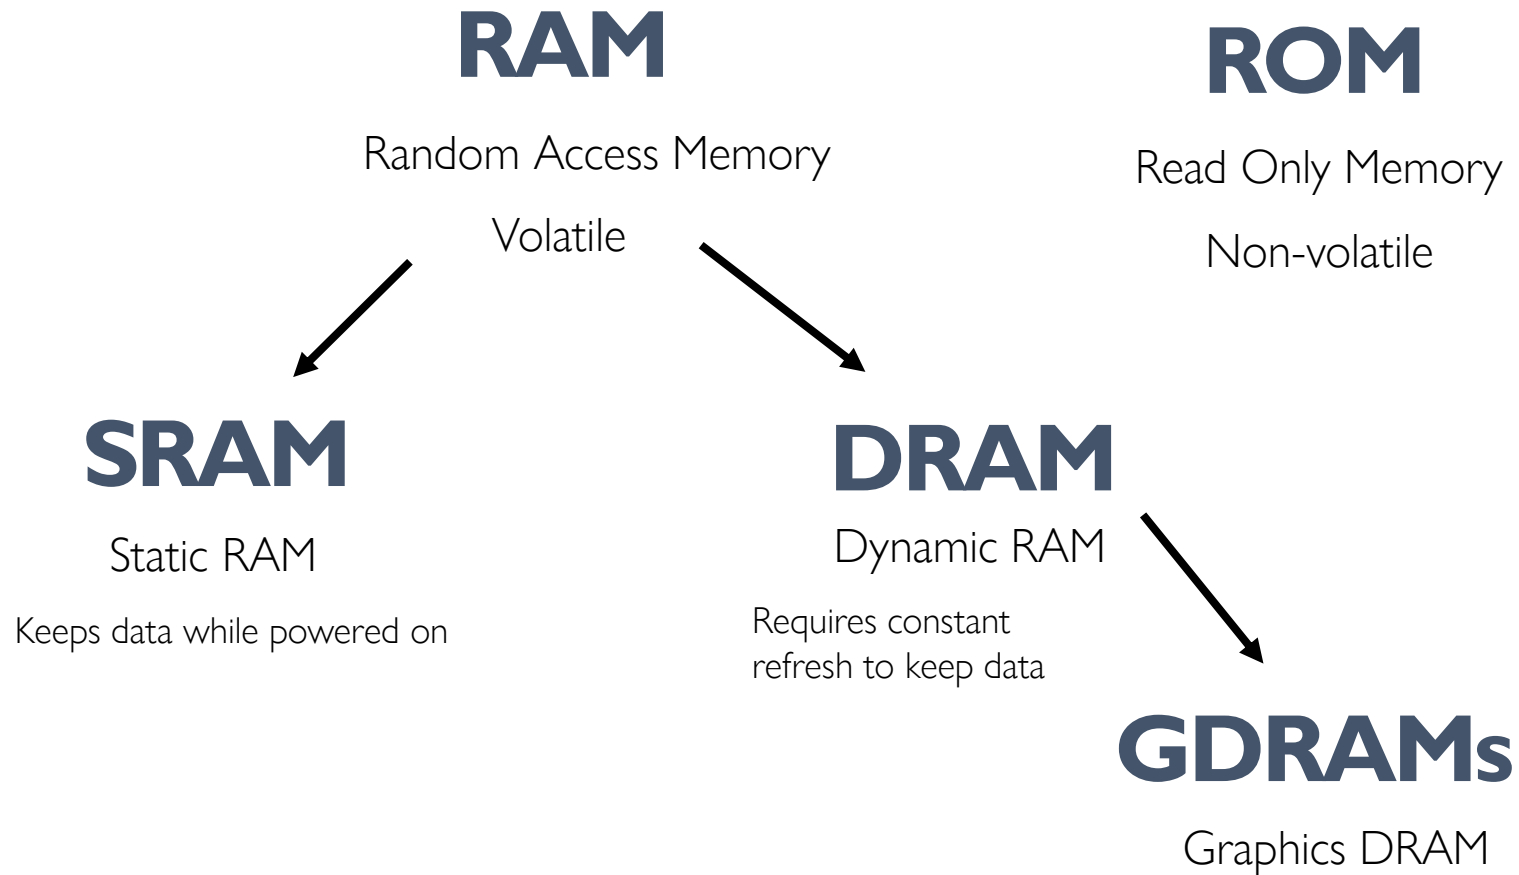 RAM
Random Access Memory
Volatile
ROM
Read Only Memory
Non-volatile
SRAM
Static RAM
Keeps data while powered on
DRAM
Dynamic RAM
Requires constant
refresh to keep data
GDRAMs
Graphics DRAM